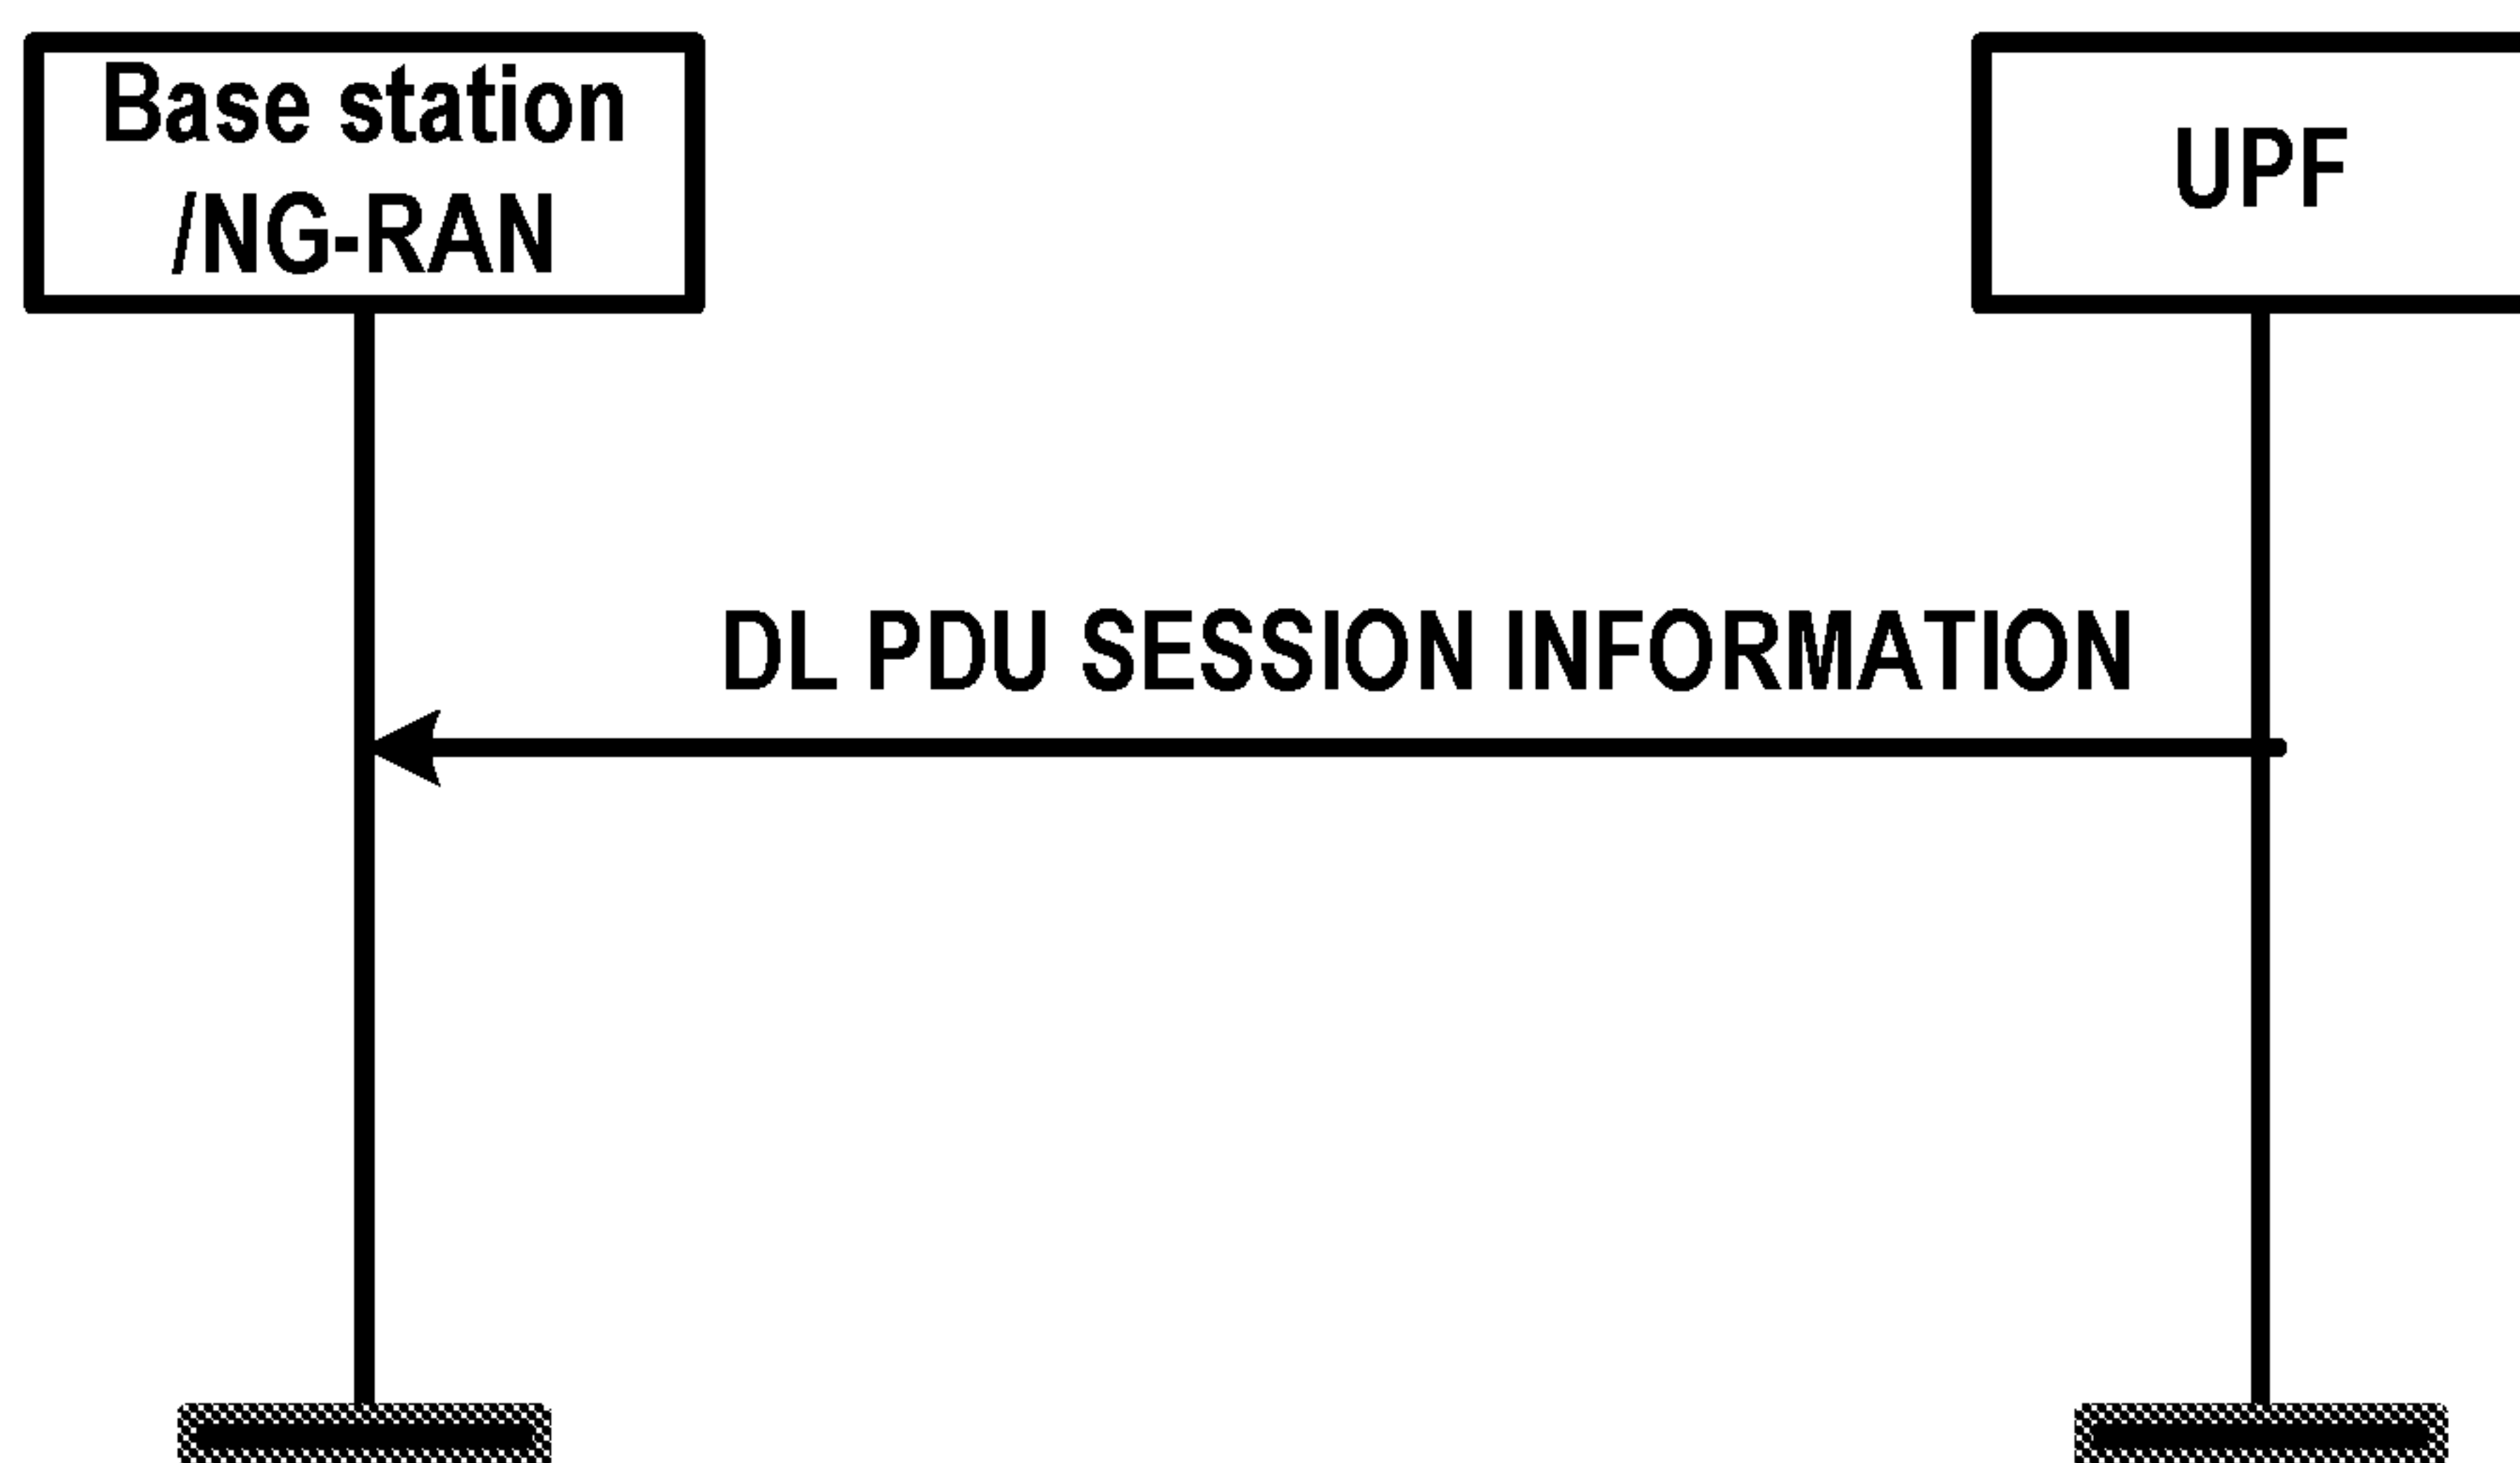 Base station
/NG-RAN
UPF
DL PDU SESSION INFORMATION